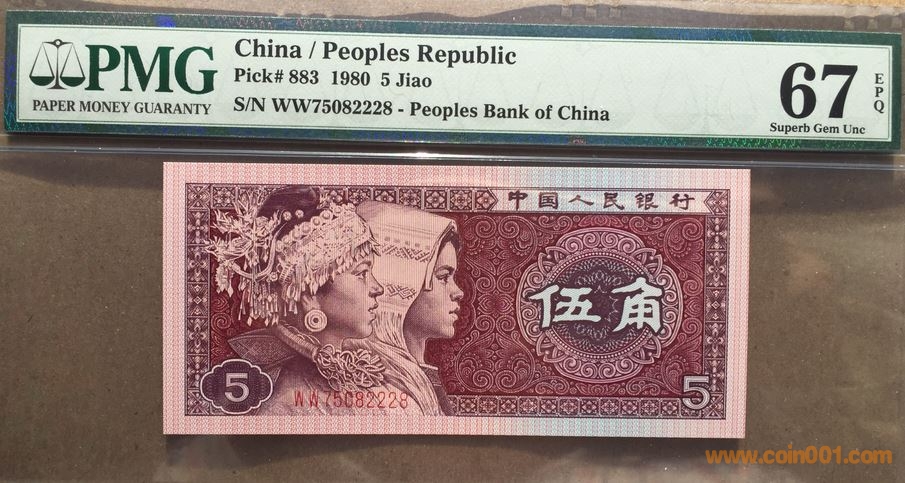 PMG
PAPER MONEY GUARANTY
China / Peoples Republic
Pick# 883 1980 5 Jiao
S/N WW75082228 - Peoples Bank of China
67
EPQ
Superb Gem Unc
中国人民银行
伍角
5
WW75082228
5
www.coin001.com